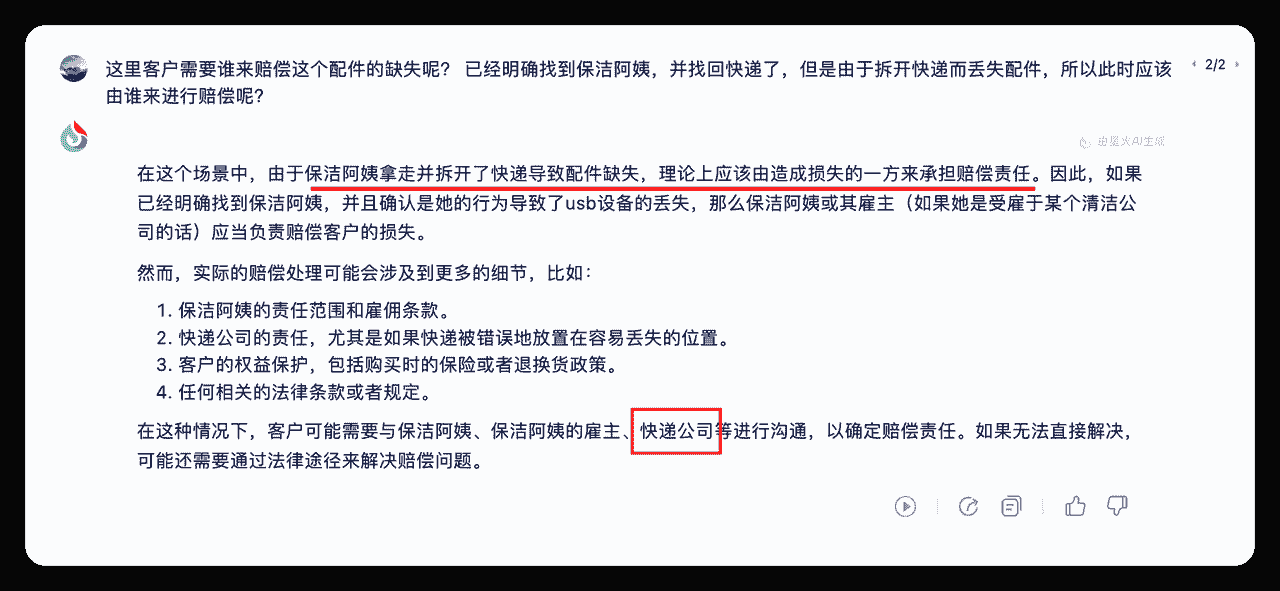 这里客户需要谁来赔偿这个配件的缺失呢？ 已经明确找到保洁阿姨，并找回快递了，但是由于拆开快递而丢失配件，所以此时应该
2/2
由谁来进行赔偿呢？
由星火AI生成
在这个场景中，由于保洁阿姨拿走并拆开了快递导致配件缺失，理论上应该由造成损失的一方来承担赔偿责任。因此，如果
已经明确找到保洁阿姨，并且确认是她的行为导致了usb设备的丢失，那么保洁阿姨或其雇主（如果她是受雇于某个清洁公
司的话）应当负责赔偿客户的损失。
然而，实际的赔偿处理可能会涉及到更多的细节，比如：
1. 保洁阿姨的责任范围和雇佣条款。
2. 快递公司的责任，尤其是如果快递被错误地放置在容易丢失的位置。
3. 客户的权益保护，包括购买时的保险或者退换货政策。
4. 任何相关的法律条款或者规定。
在这种情况下，客户可能需要与保洁阿姨、保洁阿姨的雇主、快递公司等进行沟通，以确定赔偿责任。如果无法直接解决，
可能还需要通过法律途径来解决赔偿问题。